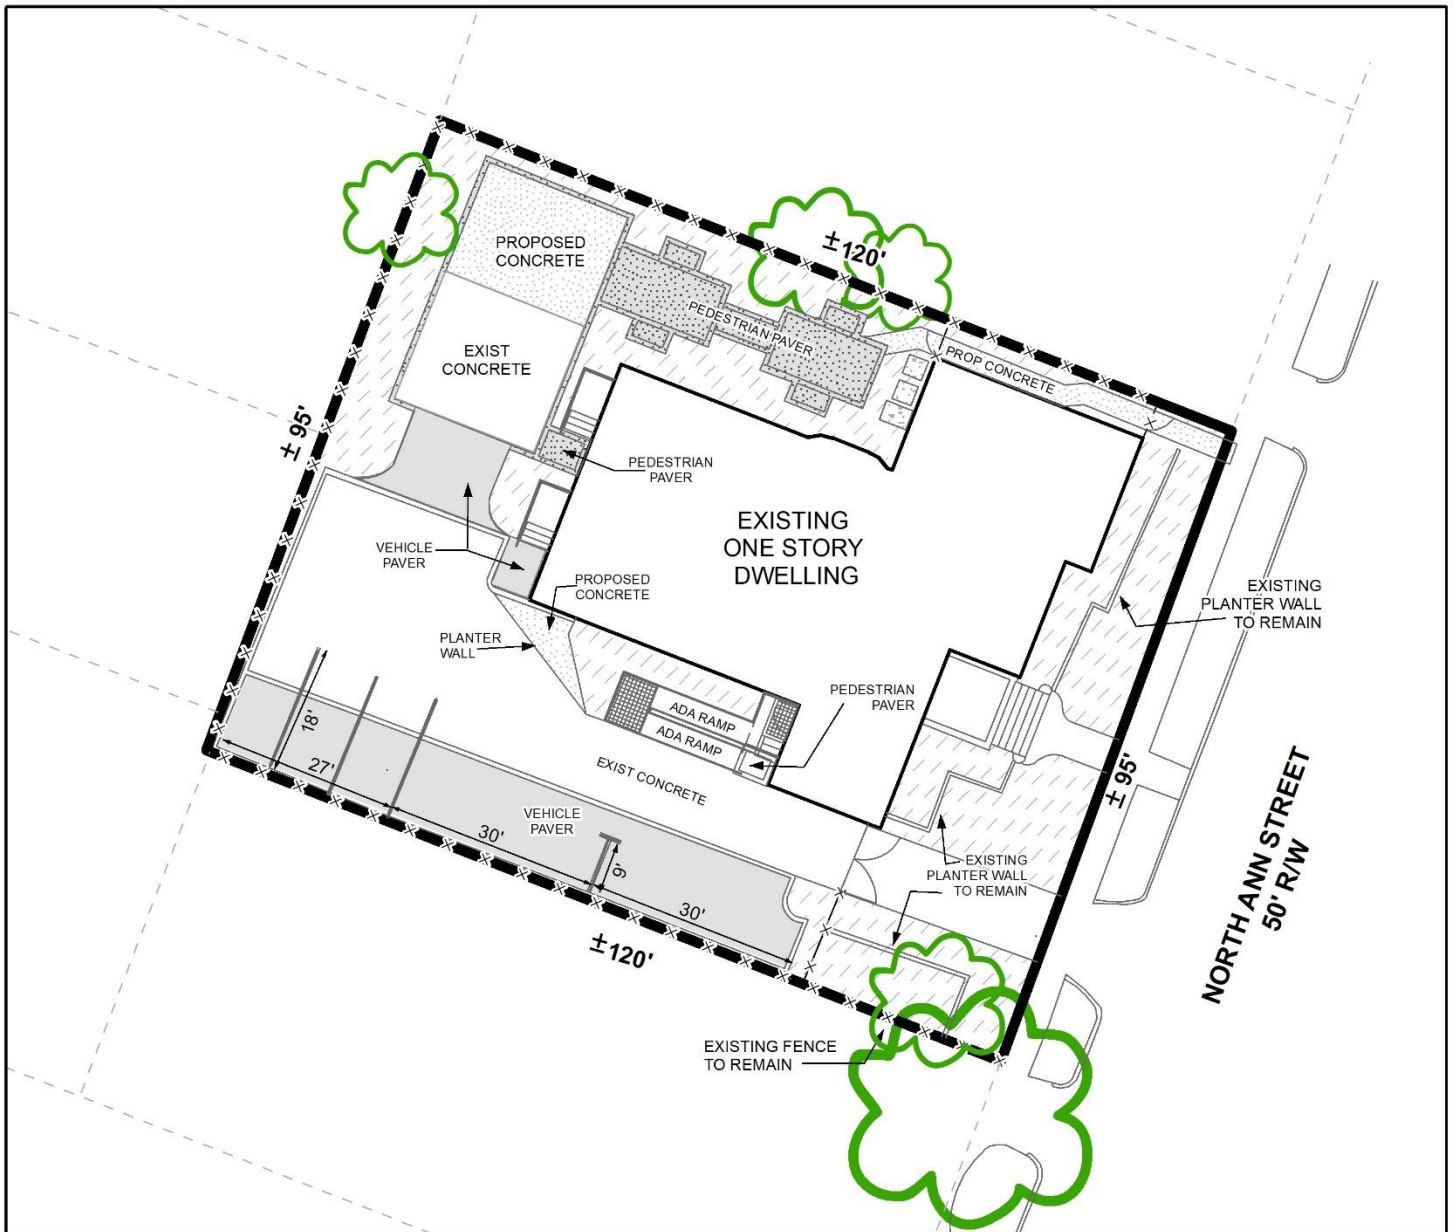 ±120'
PROPOSED
CONCRETE
PEDESTRIAN PAVER
EXIST
CONCRETE
PROP CONCRETE
± 95'
PEDESTRIAN
PAVER
EXISTING
ONE STORY
DWELLING
VEHICLE
PAVER
PROPOSED
CONCRETE
EXISTING
PLANTER WALL
TO REMAIN
PLANTER
WALL
PEDESTRIAN
PAVER
ADA RAMP
ADA RAMP
18'
27'
EXIST CONCRETE
± 95'
NORTH ANN STREET
50' R/W
VEHICLE
PAVER
30'
9'
30'
EXISTING
PLANTER WALL
TO REMAIN
±120'
EXISTING FENCE
TO REMAIN